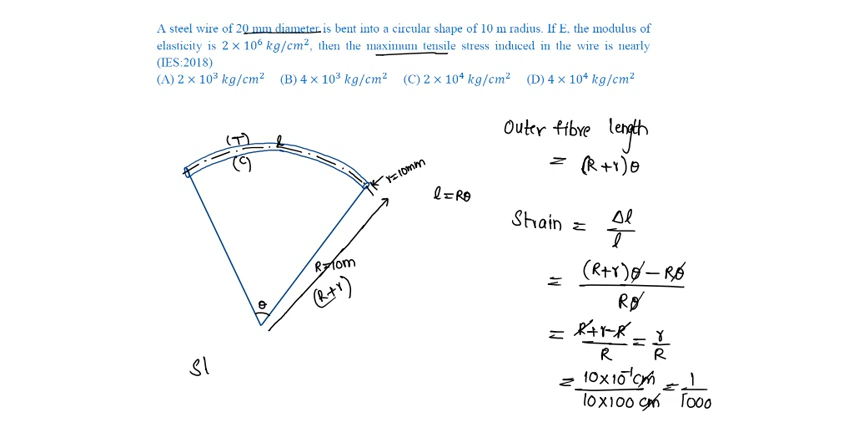 A steel wire of 20 mm diameter is bent into a circular shape of 10 m radius. If E, the modulus of
elasticity is 2 × 10⁶ kg/cm², then the maximum tensile stress induced in the wire is nearly
(IES:2018)
(A) 2 × 10³ kg/cm² (B) 4 × 10³ kg/cm² (C) 2 × 10⁴ kg/cm² (D) 4 × 10⁴ kg/cm²
Outer fibre length
= (R+r)θ
(T) l
(C)
r=10mm
l=Rθ
Strain = Δl/l
= (R+r)θ-Rθ / Rθ
= R+r-R / R = r/R
= 10×10⁻¹cm / 10×100 cm = 1/1000
R=10m
(R+r)
θ
St